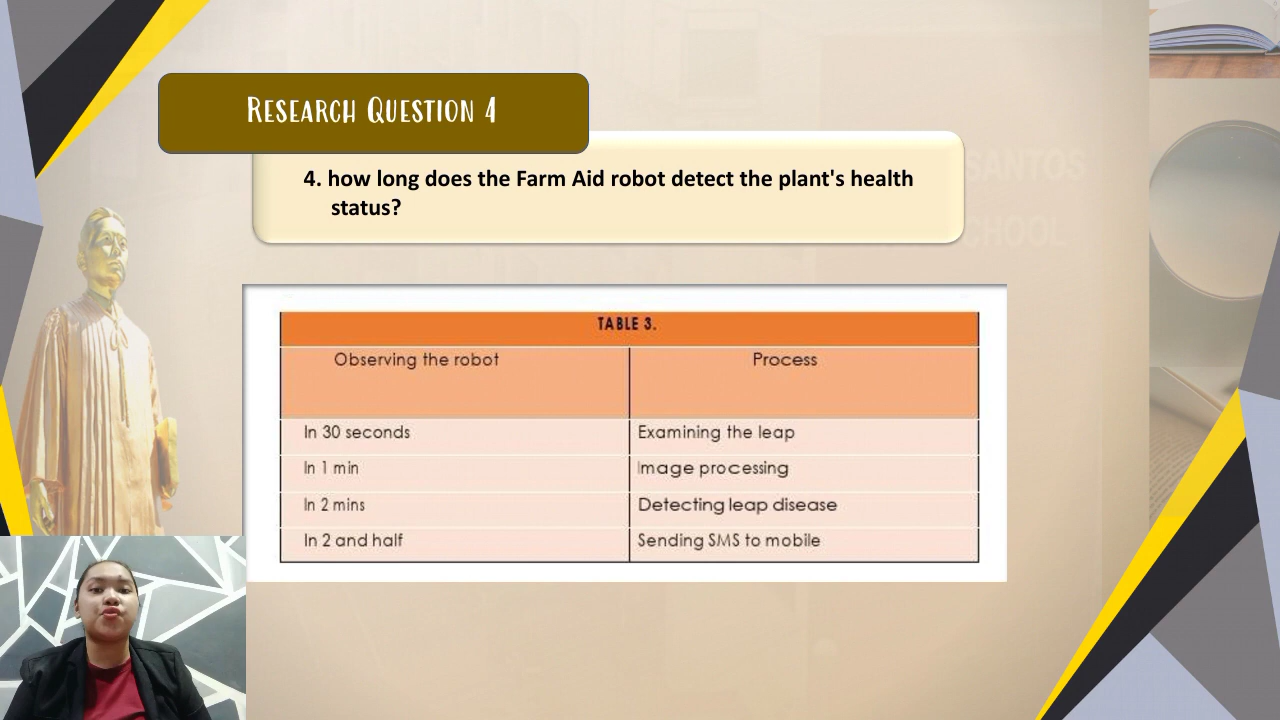 Research Question 4
4. how long does the Farm Aid robot detect the plant's health
status?
SANTOS
CHOOL
TABLE 3.
Observing the robot Process
In 30 seconds Examining the leap
In 1 min Image processing
In 2 mins Detecting leap disease
In 2 and half Sending SMS to mobile